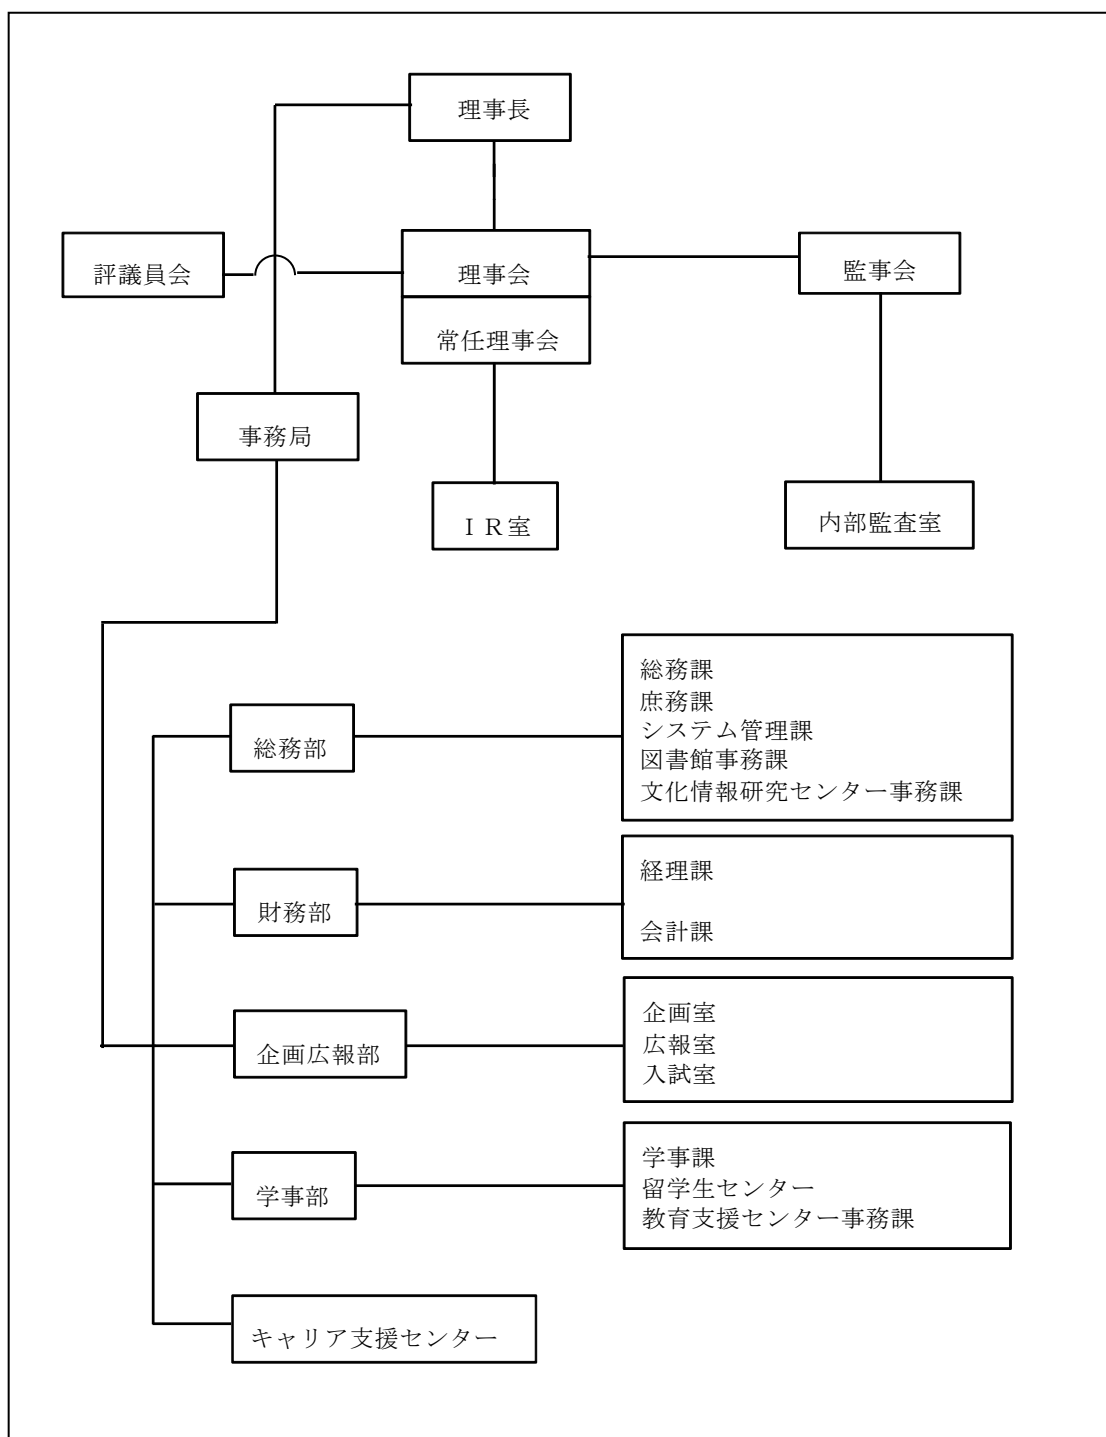 理事長
評議員会
理事会
監事会
常任理事会
事務局
ＩＲ室
内部監査室
総務部
総務課
庶務課
システム管理課
図書館事務課
文化情報研究センター事務課
財務部
経理課
会計課
企画広報部
企画室
広報室
入試室
学事部
学事課
留学生センター
教育支援センター事務課
キャリア支援センター